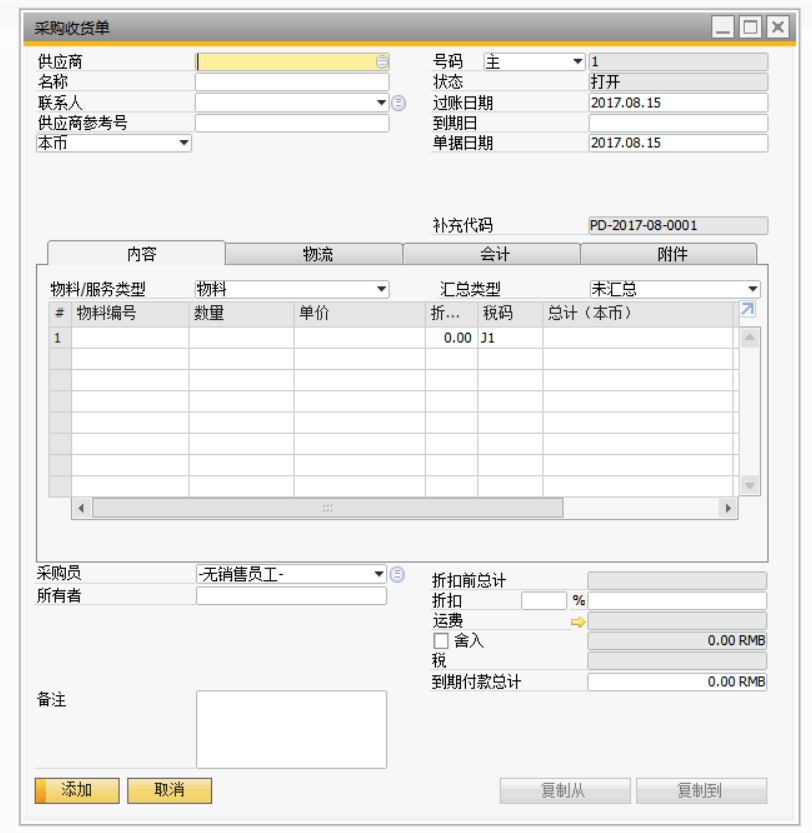 采购收货单
供应商
号码 主 1
名称
状态 打开
联系人
过账日期 2017.08.15
供应商参考号
到期日
本币
单据日期 2017.08.15
补充代码 PD-2017-08-0001
内容 物流 会计 附件
物料/服务类型 物料 汇总类型 未汇总
# 物料编号 数量 单价 折... 税码 总计（本币）
1 0.00 J1
采购员 -无销售员工-
折扣前总计
所有者
折扣 %
运费
舍入 0.00 RMB
税
到期付款总计 0.00 RMB
备注
添加 取消 复制从 复制到